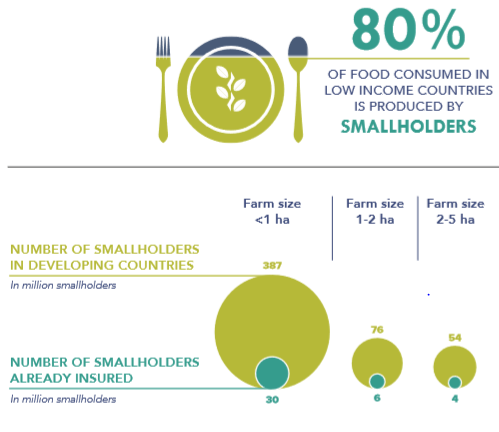 80%
OF FOOD CONSUMED IN
LOW INCOME COUNTRIES
IS PRODUCED BY
SMALLHOLDERS
Farm size
<1 ha
Farm size
1-2 ha
Farm size
2-5 ha
NUMBER OF SMALLHOLDERS
IN DEVELOPING COUNTRIES
In million smallholders
387
76
54
NUMBER OF SMALLHOLDERS
ALREADY INSURED
In million smallholders
30
6
4